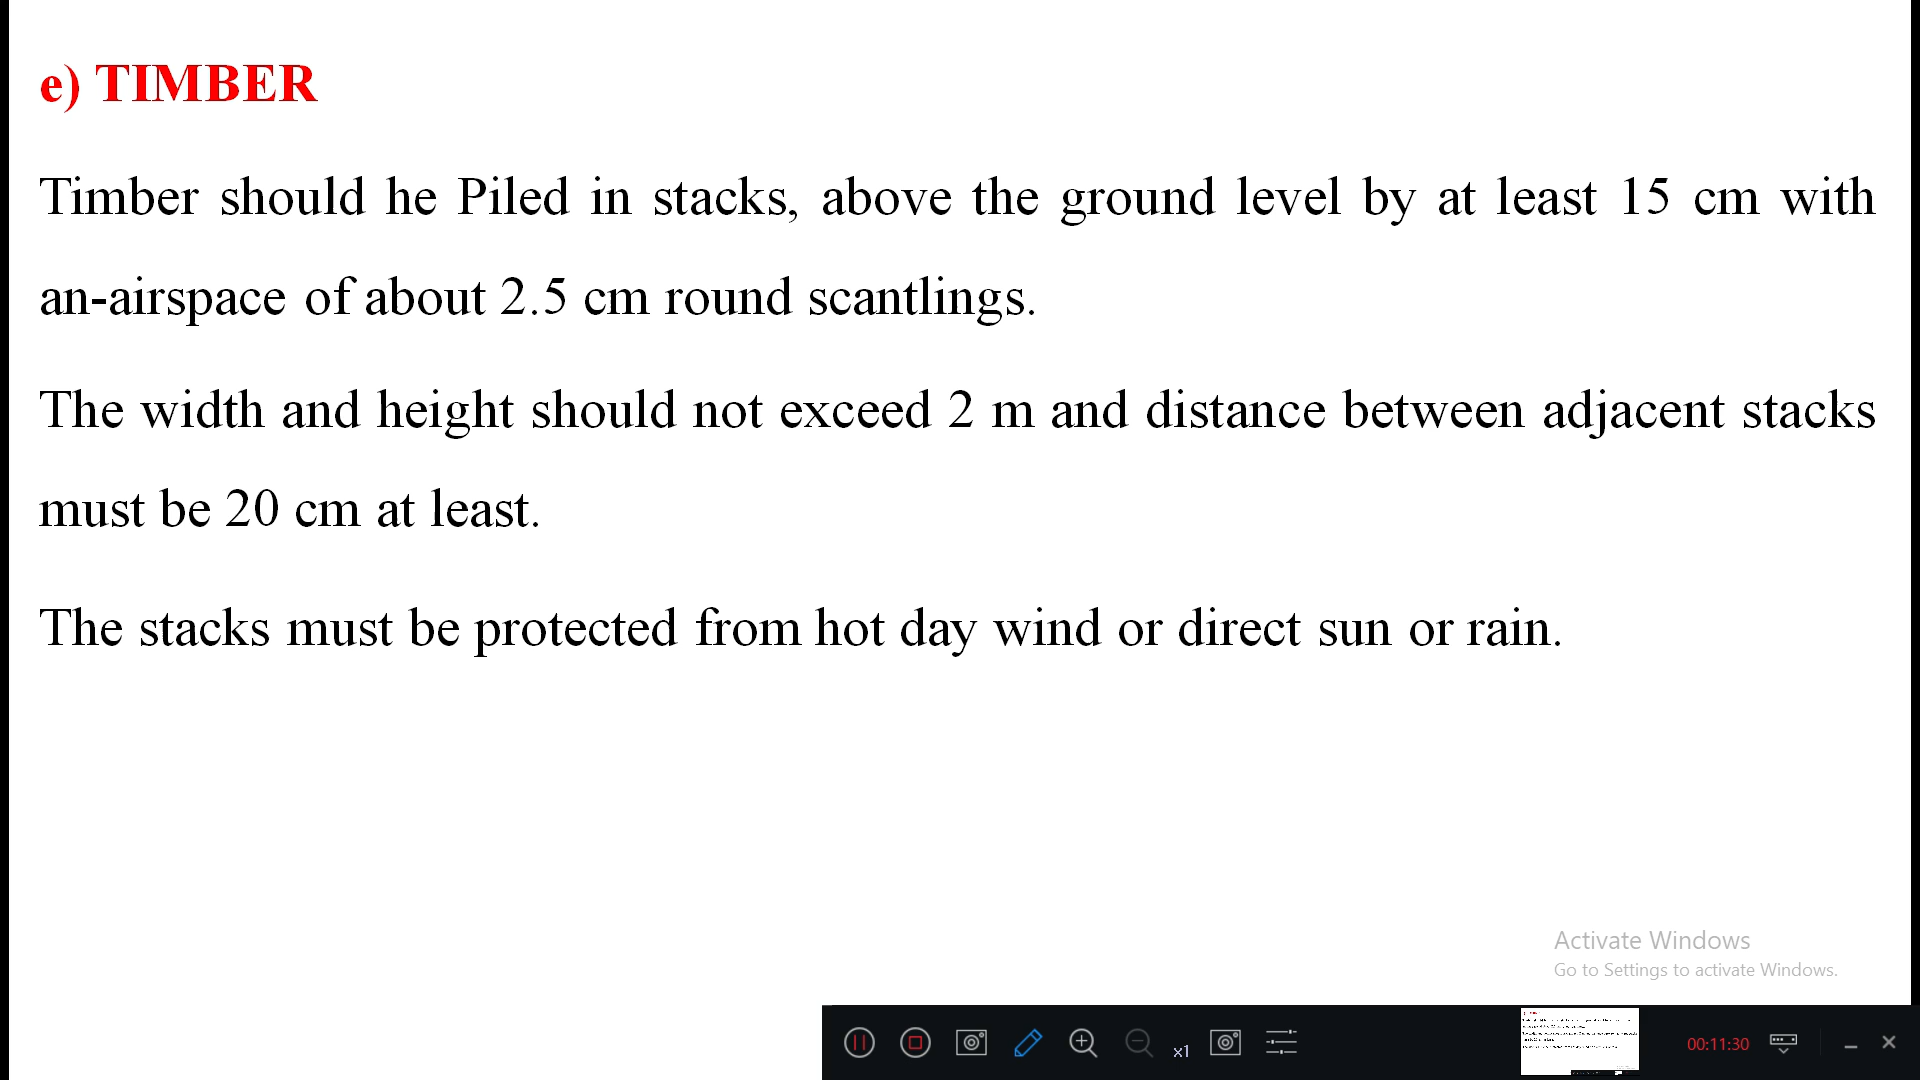 e) TIMBER
Timber should he Piled in stacks, above the ground level by at least 15 cm with
an-airspace of about 2.5 cm round scantlings.
The width and height should not exceed 2 m and distance between adjacent stacks
must be 20 cm at least.
The stacks must be protected from hot day wind or direct sun or rain.
Activate Windows
Go to Settings to activate Windows.
x1
00:11:30